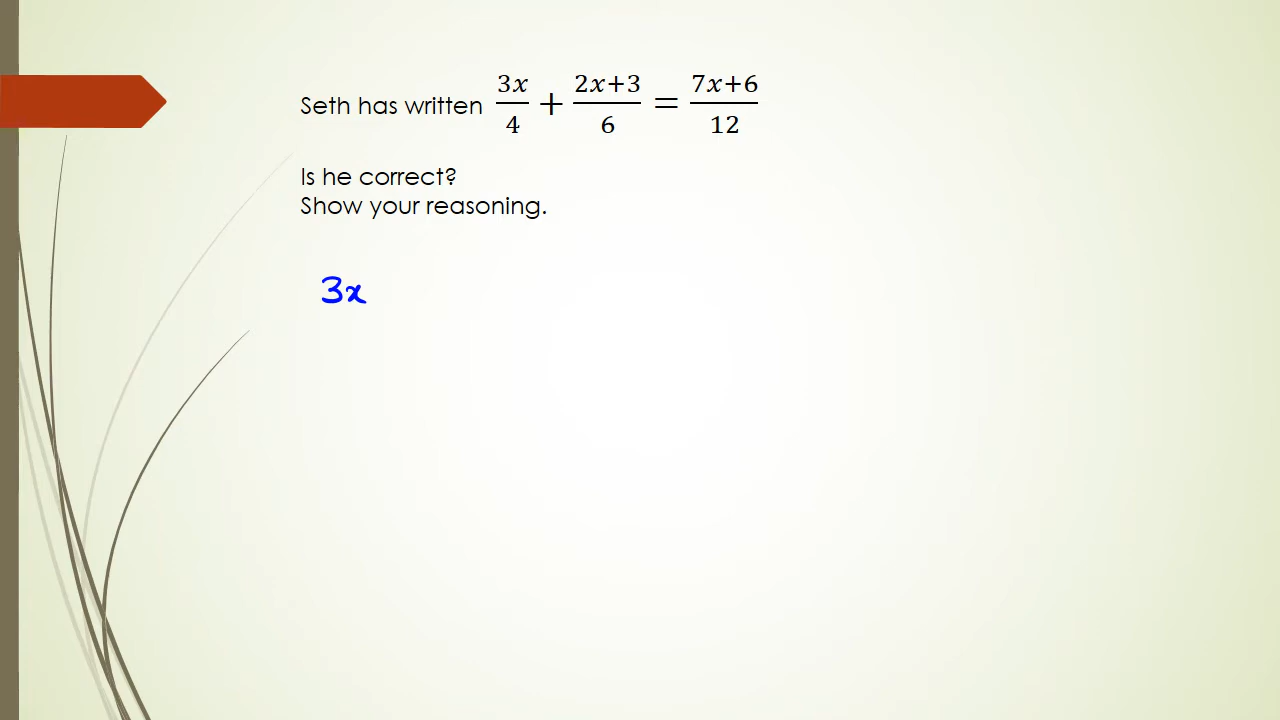 Seth has written 3x/4 + 2x+3/6 = 7x+6/12
Is he correct?
Show your reasoning.
3x